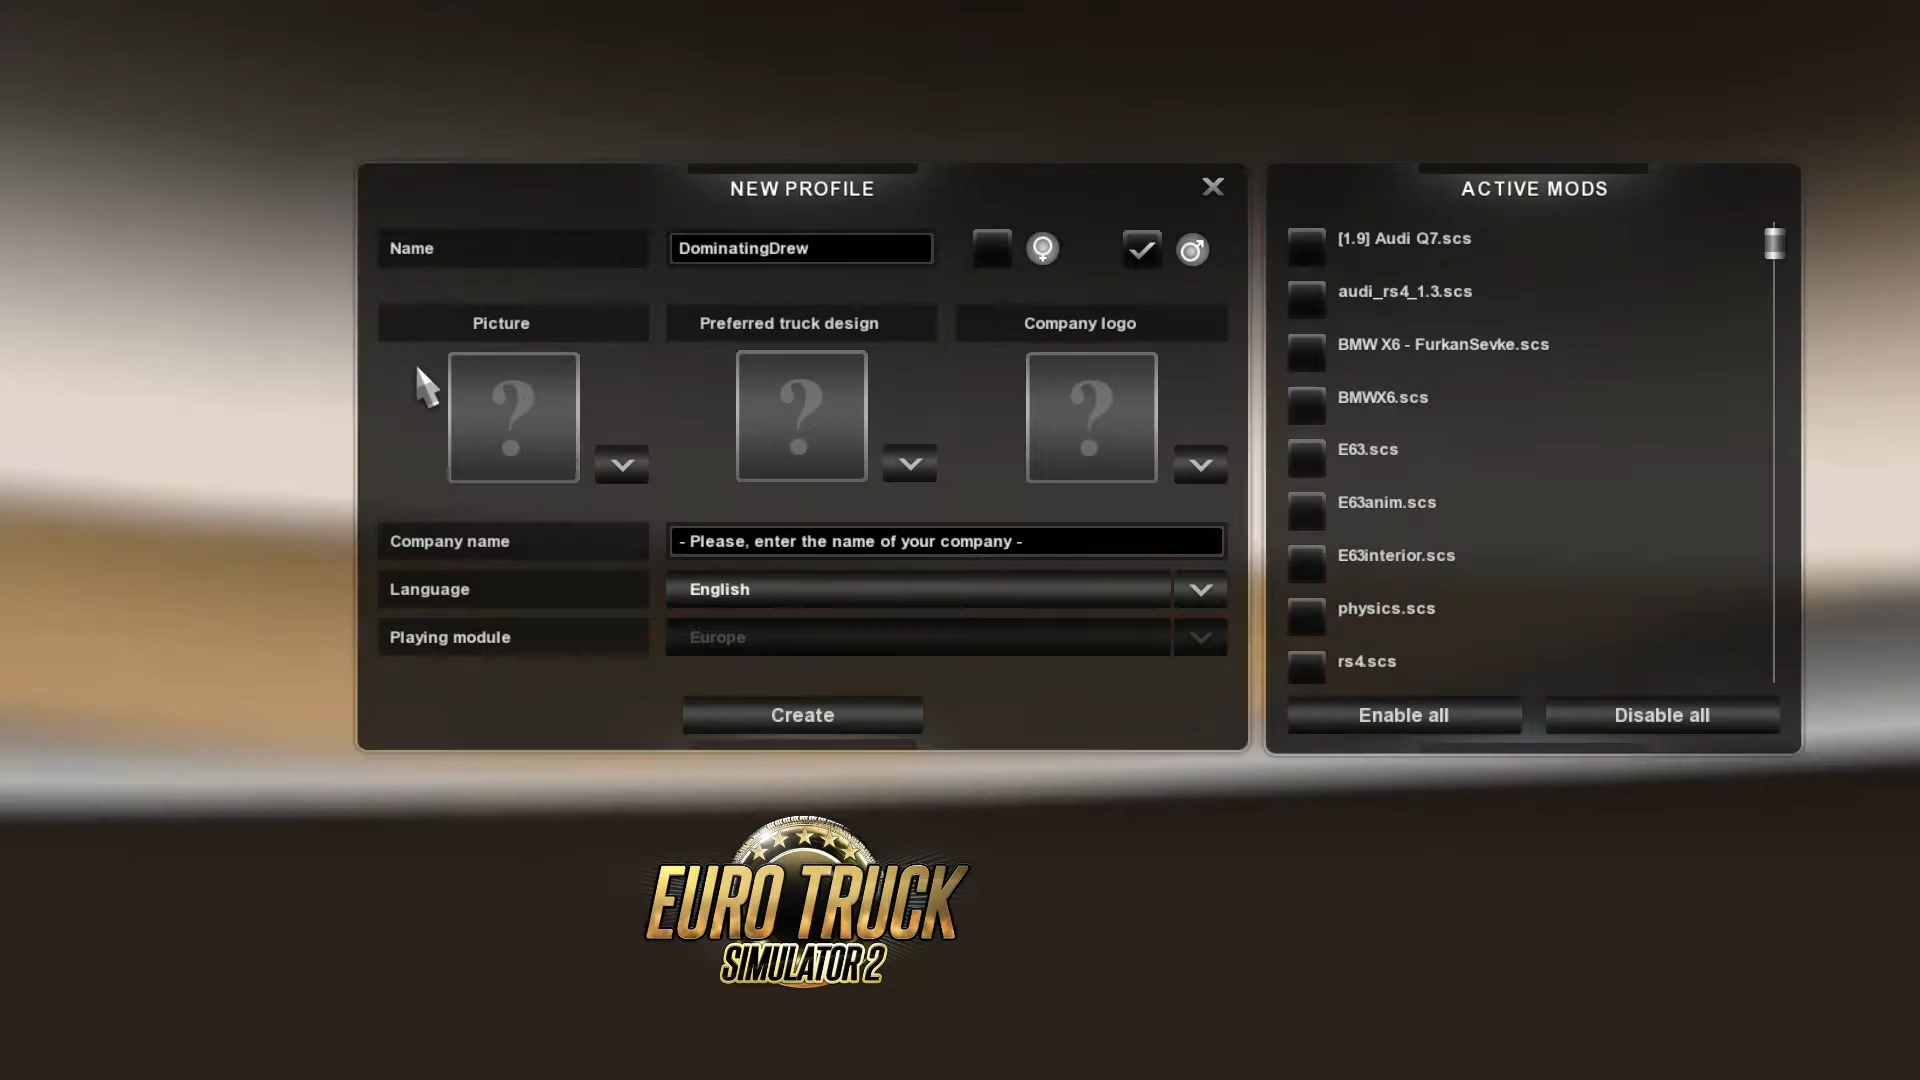 NEW PROFILE
Name
DominatingDrew
Picture
Preferred truck design
Company logo
Company name
- Please, enter the name of your company -
Language
English
Playing module
Europe
Create
ACTIVE MODS
[1.9] Audi Q7.scs
audi_rs4_1.3.scs
BMW X6 - FurkanSevke.scs
BMWX6.scs
E63.scs
E63anim.scs
E63interior.scs
physics.scs
rs4.scs
Enable all
Disable all
EURO TRUCK
SIMULATOR 2